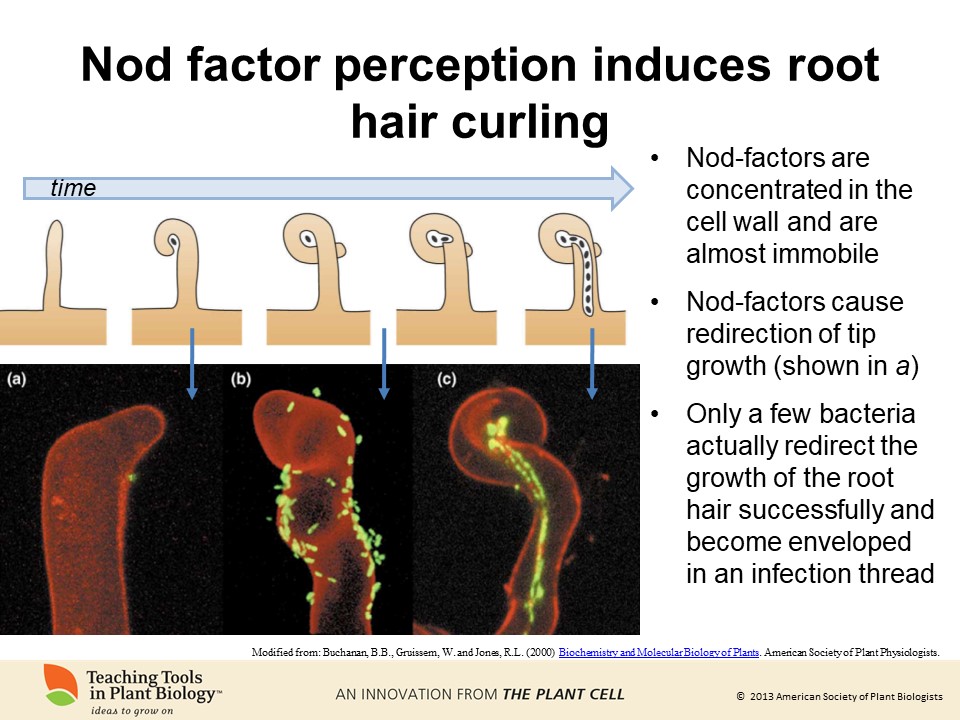 Nod factor perception induces root
hair curling
time
(a)
(b)
(c)
• Nod-factors are
concentrated in the
cell wall and are
almost immobile
• Nod-factors cause
redirection of tip
growth (shown in a)
• Only a few bacteria
actually redirect the
growth of the root
hair successfully and
become enveloped
in an infection thread
Modified from: Buchanan, B.B., Gruissem, W. and Jones, R.L. (2000) Biochemistry and Molecular Biology of Plants. American Society of Plant Physiologists.
Teaching Tools
in Plant Biology™
ideas to grow on
AN INNOVATION FROM THE PLANT CELL
© 2013 American Society of Plant Biologists